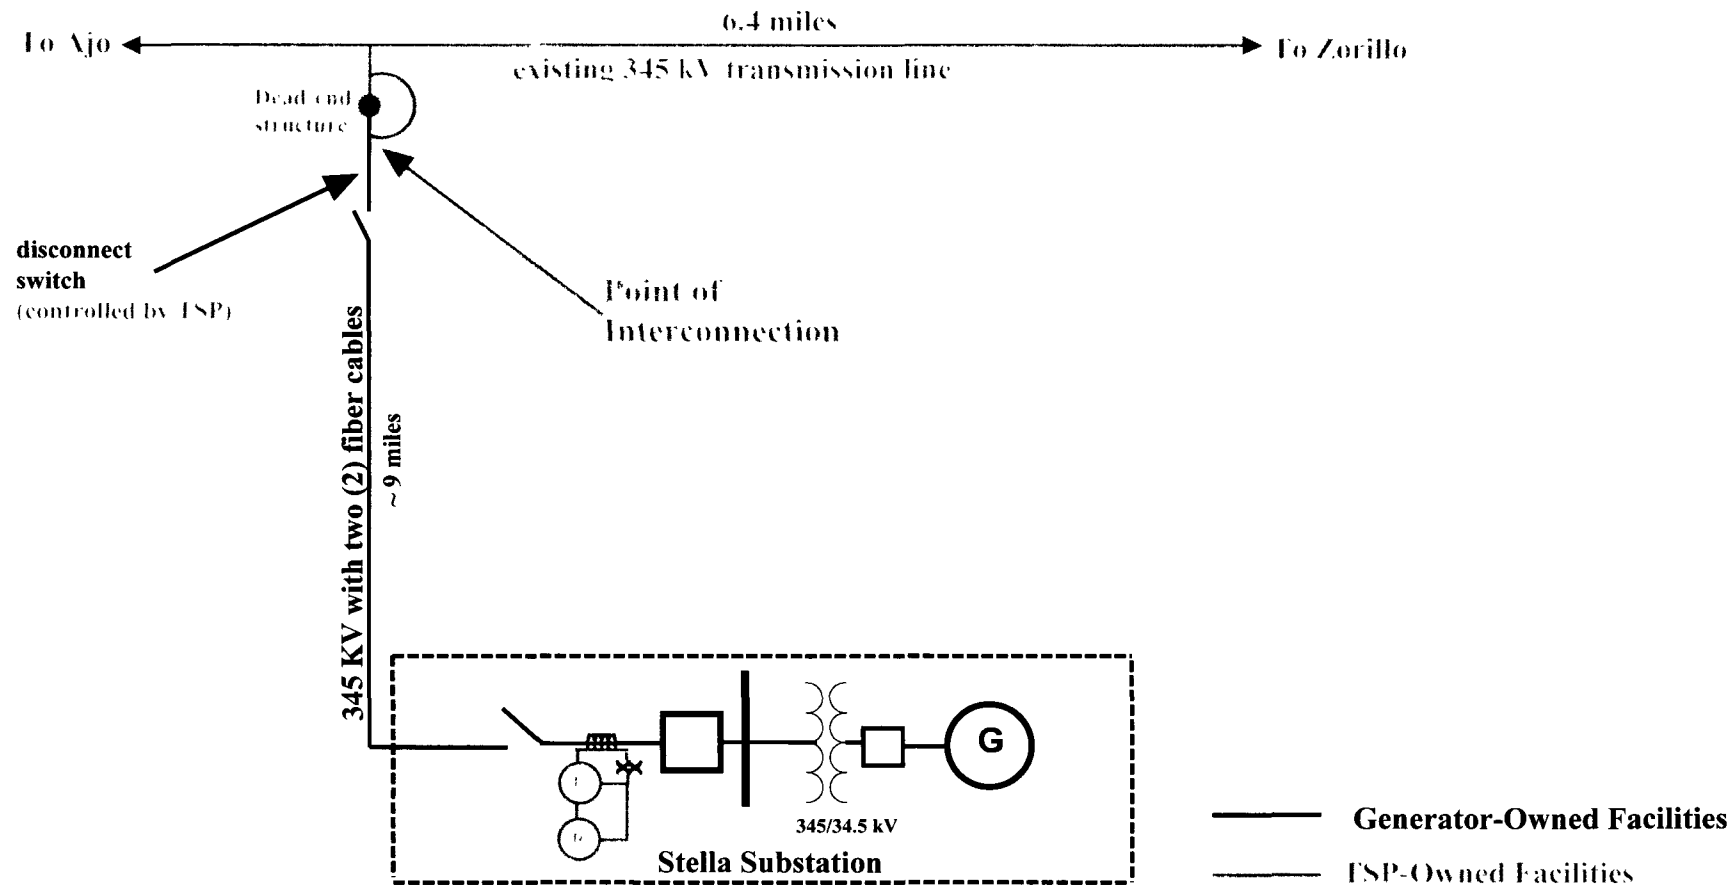 6.4 miles
To Ajo
To Zorillo
existing 345 kV transmission line
Dead end
structure
disconnect
switch
(controlled by TSP)
Point of
Interconnection
345 KV with two (2) fiber cables
~ 9 miles
G
345/34.5 kV
Stella Substation
Generator-Owned Facilities
TSP-Owned Facilities